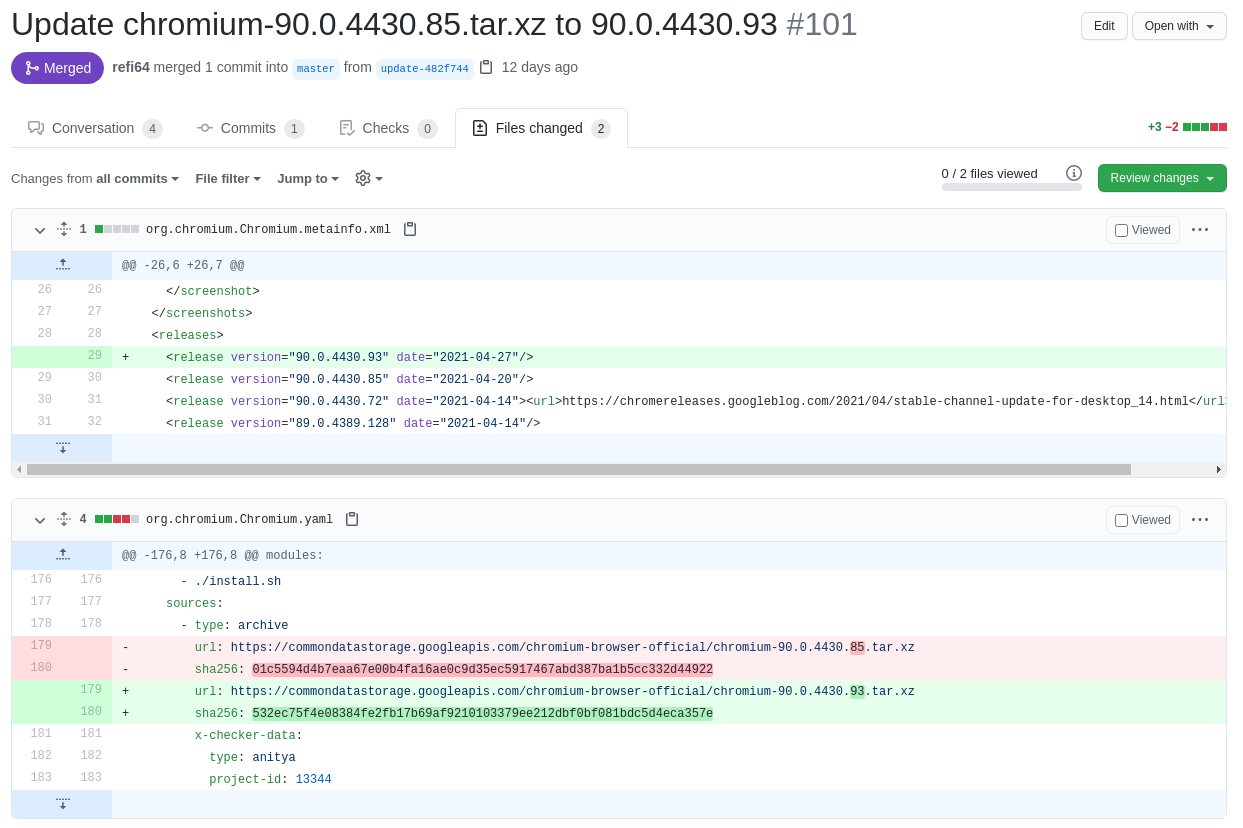 Update chromium-90.0.4430.85.tar.xz to 90.0.4430.93 #101
Edit
Open with
Merged
refi64 merged 1 commit into master from update-482f744 12 days ago
Conversation 4
Commits 1
Checks 0
Files changed 2
+3 −2
Changes from all commits
File filter
Jump to
0 / 2 files viewed
Review changes
1 org.chromium.Chromium.metainfo.xml
Viewed
@@ -26,6 +26,7 @@
26 26 </screenshot>
27 27 </screenshots>
28 28 <releases>
29 + <release version="90.0.4430.93" date="2021-04-27"/>
29 30 <release version="90.0.4430.85" date="2021-04-20"/>
30 31 <release version="90.0.4430.72" date="2021-04-14"><url>https://chromereleases.googleblog.com/2021/04/stable-channel-update-for-desktop_14.html</url
31 32 <release version="89.0.4389.128" date="2021-04-14"/>
4 org.chromium.Chromium.yaml
Viewed
@@ -176,8 +176,8 @@ modules:
176 176 - ./install.sh
177 177 sources:
178 178 - type: archive
179 - url: https://commondatastorage.googleapis.com/chromium-browser-official/chromium-90.0.4430.85.tar.xz
180 - sha256: 01c5594d4b7eaa67e00b4fa16ae0c9d35ec5917467abd387ba1b5cc332d44922
179 + url: https://commondatastorage.googleapis.com/chromium-browser-official/chromium-90.0.4430.93.tar.xz
180 + sha256: 532ec75f4e08384fe2fb17b69af9210103379ee212dbf0bf081bdc5d4eca357e
181 181 x-checker-data:
182 182 type: anitya
183 183 project-id: 13344